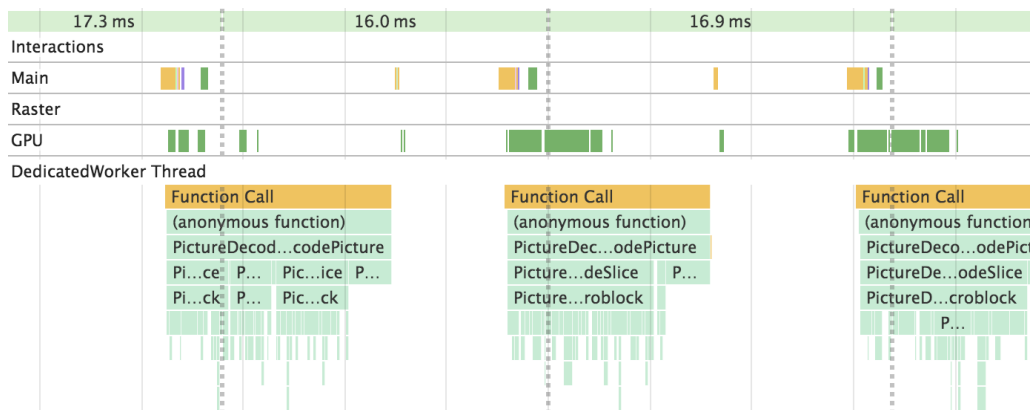 17.3 ms 16.0 ms 16.9 ms
Interactions
Main
Raster
GPU
DedicatedWorker Thread
Function Call Function Call Function Call
(anonymous function) (anonymous function) (anonymous function
PictureDecod...codePicture PictureDec...odePicture PictureDeco...odePict
Pi...ce P... Pic...ice P... Picture...deSlice P... PictureDe...odeSlice
Pi...ck P... Pic...ck Picture...roblock PictureD...croblock
P...